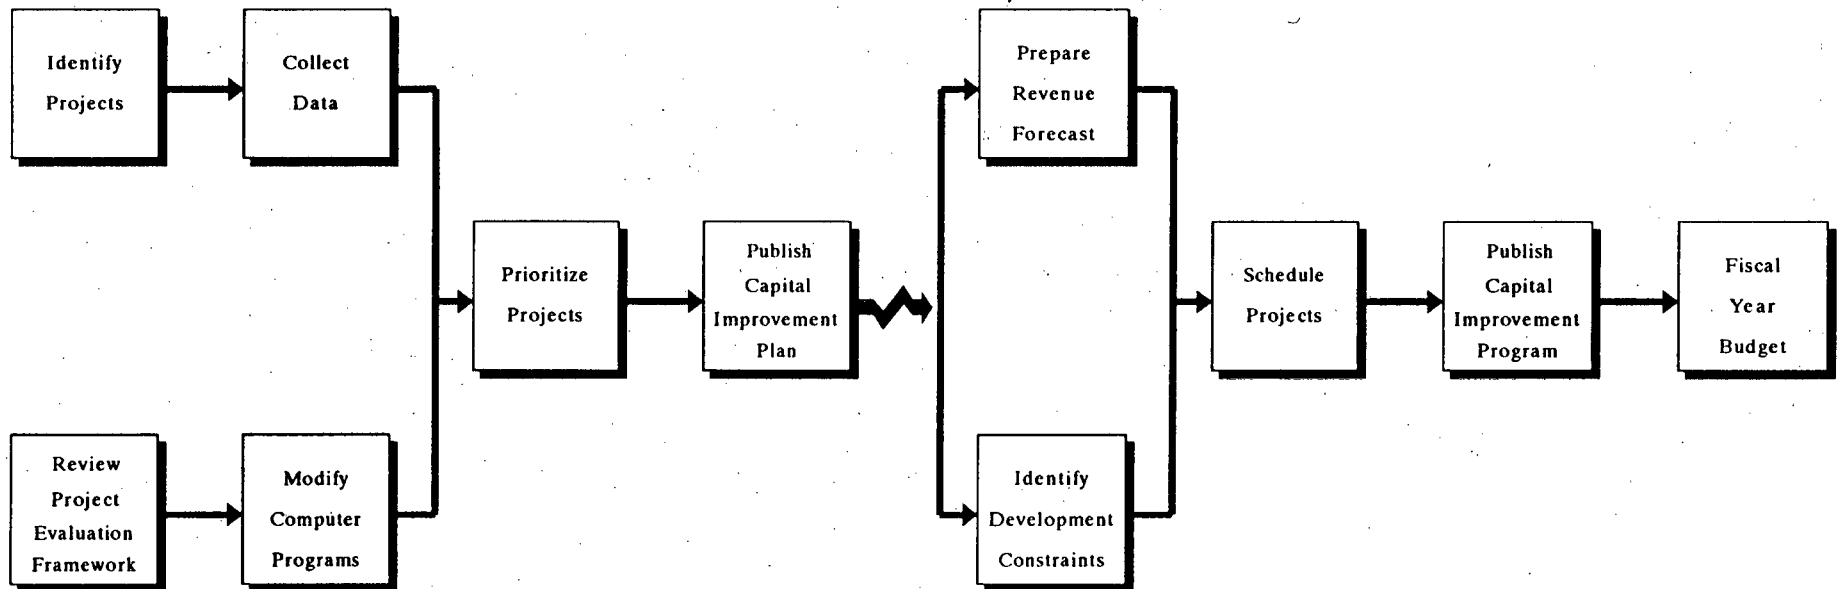 Identify
Projects
Collect
Data
Review
Project
Evaluation
Framework
Modify
Computer
Programs
Prioritize
Projects
Publish
Capital
Improvement
Plan
Prepare
Revenue
Forecast
Identify
Development
Constraints
Schedule
Projects
Publish
Capital
Improvement
Program
Fiscal
Year
Budget